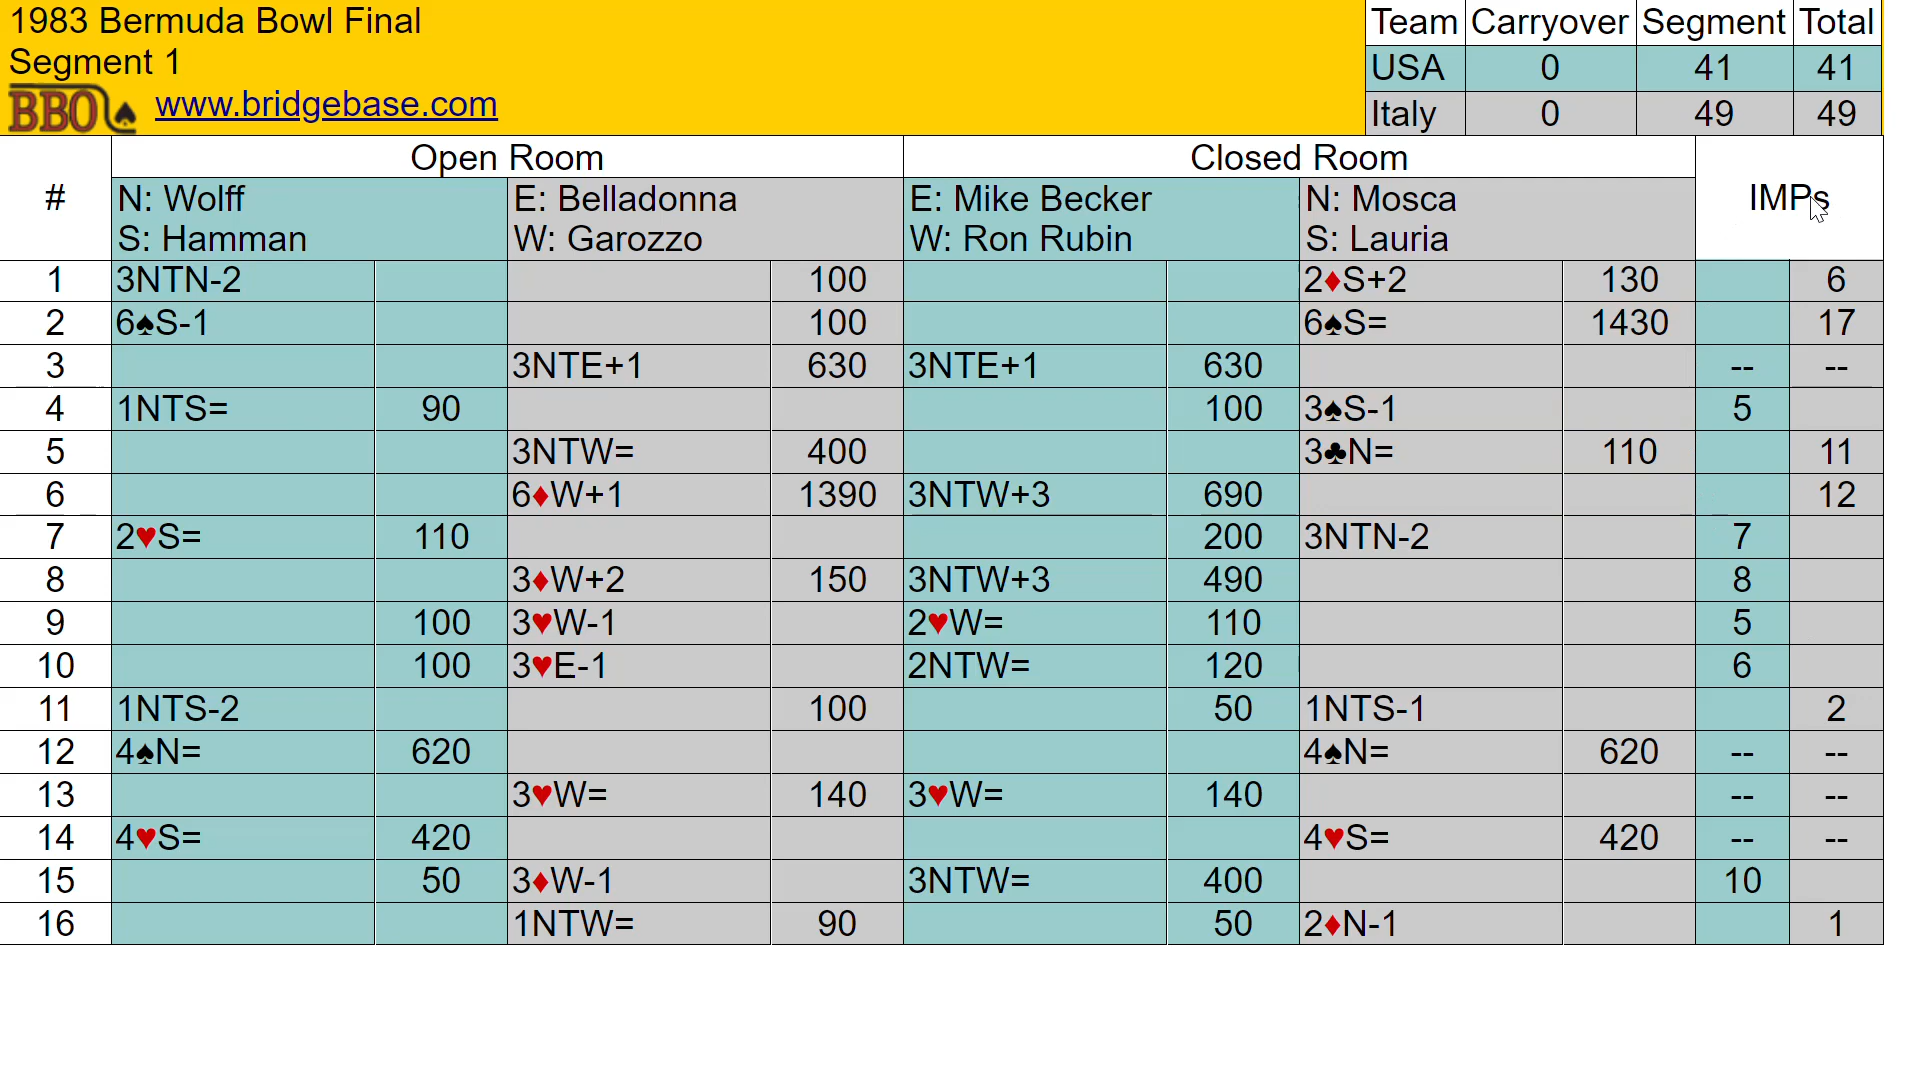 1983 Bermuda Bowl Final
Segment 1
BBO♠ www.bridgebase.com
Team Carryover Segment Total
USA 0 41 41
Italy 0 49 49
# Open Room Closed Room IMPs
N: Wolff E: Belladonna E: Mike Becker N: Mosca
S: Hamman W: Garozzo W: Ron Rubin S: Lauria
1 3NTN-2 100 2♦S+2 130 6
2 6♠S-1 100 6♠S= 1430 17
3 3NTE+1 630 3NTE+1 630 -- --
4 1NTS= 90 100 3♠S-1 5
5 3NTW= 400 3♣N= 110 11
6 6♦W+1 1390 3NTW+3 690 12
7 2♥S= 110 200 3NTN-2 7
8 3♦W+2 150 3NTW+3 490 8
9 100 3♥W-1 2♥W= 110 5
10 100 3♥E-1 2NTW= 120 6
11 1NTS-2 100 50 1NTS-1 2
12 4♠N= 620 4♠N= 620 -- --
13 3♥W= 140 3♥W= 140 -- --
14 4♥S= 420 4♥S= 420 -- --
15 50 3♦W-1 3NTW= 400 10
16 1NTW= 90 50 2♦N-1 1